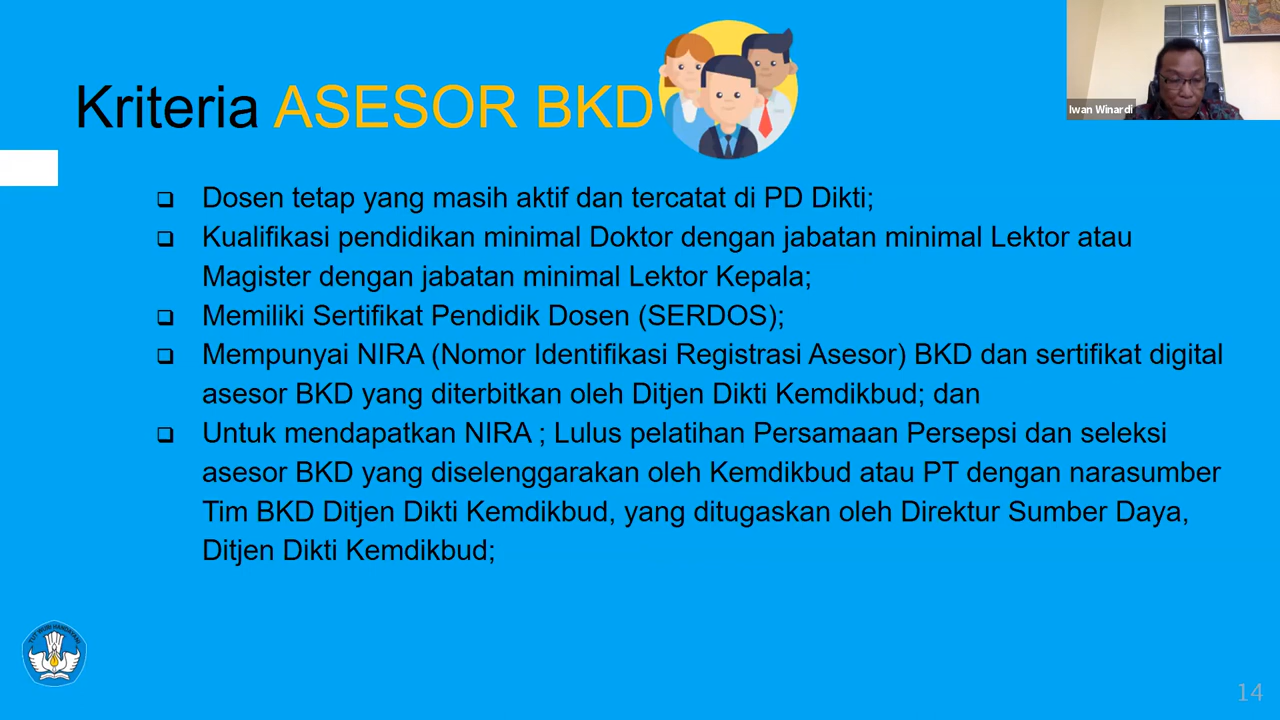 Kriteria ASESOR BKD
Iwan Winardi
❑ Dosen tetap yang masih aktif dan tercatat di PD Dikti;
❑ Kualifikasi pendidikan minimal Doktor dengan jabatan minimal Lektor atau
Magister dengan jabatan minimal Lektor Kepala;
❑ Memiliki Sertifikat Pendidik Dosen (SERDOS);
❑ Mempunyai NIRA (Nomor Identifikasi Registrasi Asesor) BKD dan sertifikat digital
asesor BKD yang diterbitkan oleh Ditjen Dikti Kemdikbud; dan
❑ Untuk mendapatkan NIRA ; Lulus pelatihan Persamaan Persepsi dan seleksi
asesor BKD yang diselenggarakan oleh Kemdikbud atau PT dengan narasumber
Tim BKD Ditjen Dikti Kemdikbud, yang ditugaskan oleh Direktur Sumber Daya,
Ditjen Dikti Kemdikbud;
TUT WURI HANDAYANI
14